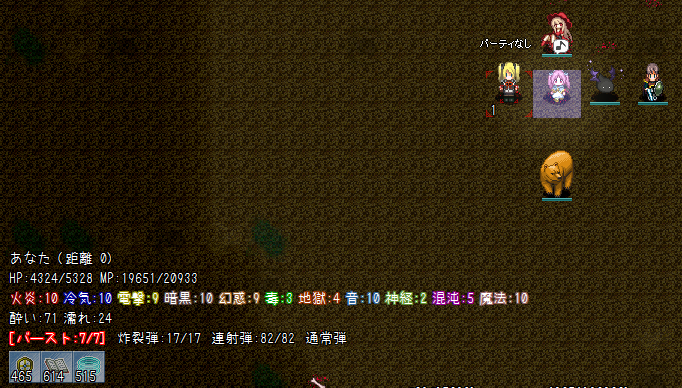 パーティなし
1
あなた (距離 0)
HP:4324/5328 MP:19651/20933
火炎:10 冷気:10 電撃:9 暗黒:10 幻惑:9 毒:3 地獄:4 音:10 神経:2 混沌:5 魔法:10
酔い:71 濡れ:24
[バースト:7/7] 炸裂弾:17/17 連射弾:82/82 通常弾
465 614 515